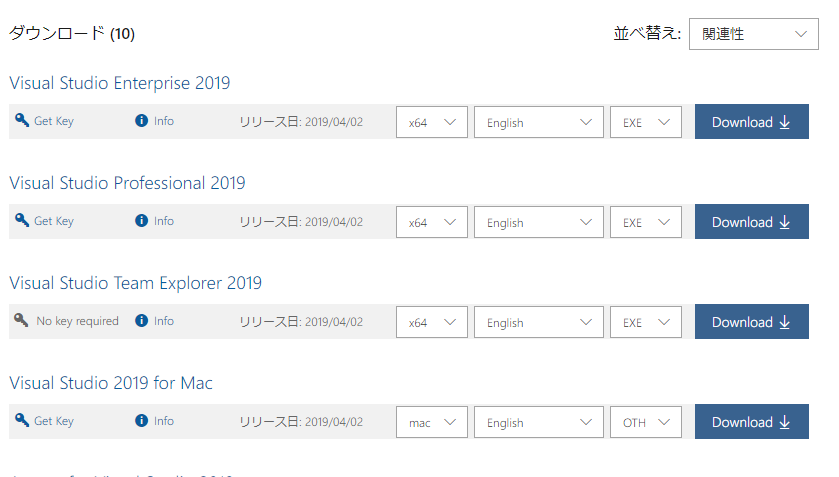 ダウンロード (10) 並べ替え: 関連性
Visual Studio Enterprise 2019
Get Key Info リリース日: 2019/04/02 x64 English EXE Download
Visual Studio Professional 2019
Get Key Info リリース日: 2019/04/02 x64 English EXE Download
Visual Studio Team Explorer 2019
No key required Info リリース日: 2019/04/02 x64 English EXE Download
Visual Studio 2019 for Mac
Get Key Info リリース日: 2019/04/02 mac English OTH Download